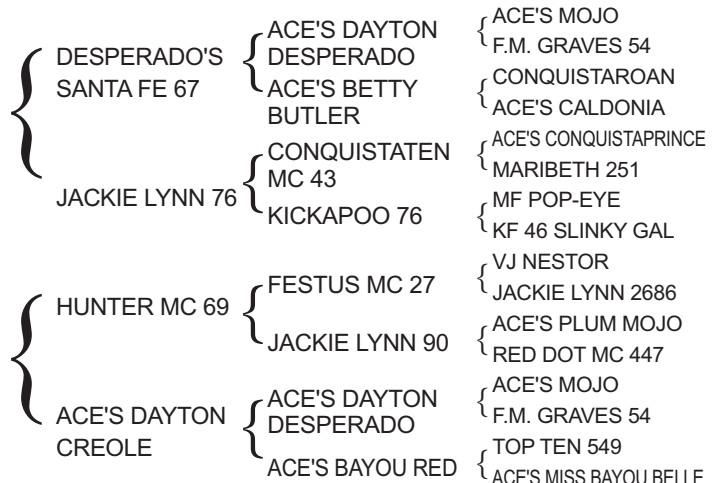 DESPERADO'S
SANTA FE 67
ACE'S DAYTON
DESPERADO
ACE'S MOJO
F.M. GRAVES 54
ACE'S BETTY
BUTLER
CONQUISTAROAN
ACE'S CALDONIA
JACKIE LYNN 76
CONQUISTATEN
MC 43
ACE'S CONQUISTAPRINCE
MARIBETH 251
KICKAPOO 76
MF POP-EYE
KF 46 SLINKY GAL
HUNTER MC 69
FESTUS MC 27
VJ NESTOR
JACKIE LYNN 2686
JACKIE LYNN 90
ACE'S PLUM MOJO
RED DOT MC 447
ACE'S DAYTON
CREOLE
ACE'S DAYTON
DESPERADO
ACE'S MOJO
F.M. GRAVES 54
ACE'S BAYOU RED
TOP TEN 549
ACE'S MISS BAYOU BELLE